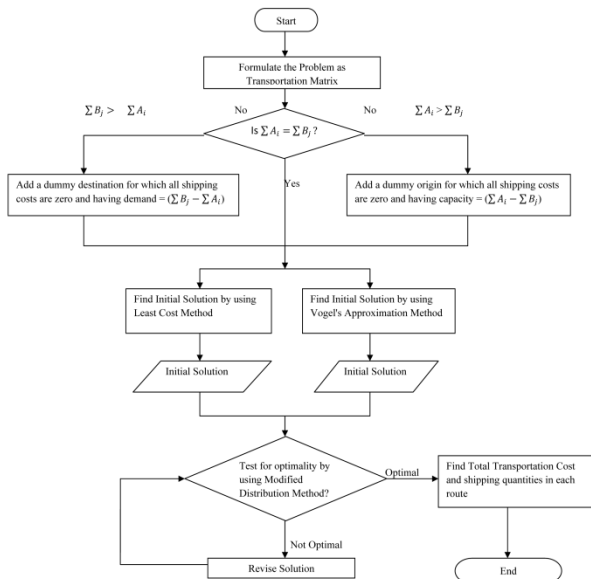 Start
Formulate the Problem as
Transportation Matrix
∑ Bⱼ > ∑ Aᵢ
No
No
∑ Aᵢ > ∑ Bⱼ
Is ∑ Aᵢ = ∑ Bⱼ ?
Add a dummy destination for which all shipping
costs are zero and having demand = (∑ Bⱼ − ∑ Aᵢ)
Yes
Add a dummy origin for which all shipping costs
are zero and having capacity = (∑ Aᵢ − ∑ Bⱼ)
Find Initial Solution by using
Least Cost Method
Find Initial Solution by using
Vogel's Approximation Method
Initial Solution
Initial Solution
Test for optimality by
using Modified
Distribution Method?
Optimal
Find Total Transportation Cost
and shipping quantities in each
route
Not Optimal
Revise Solution
End